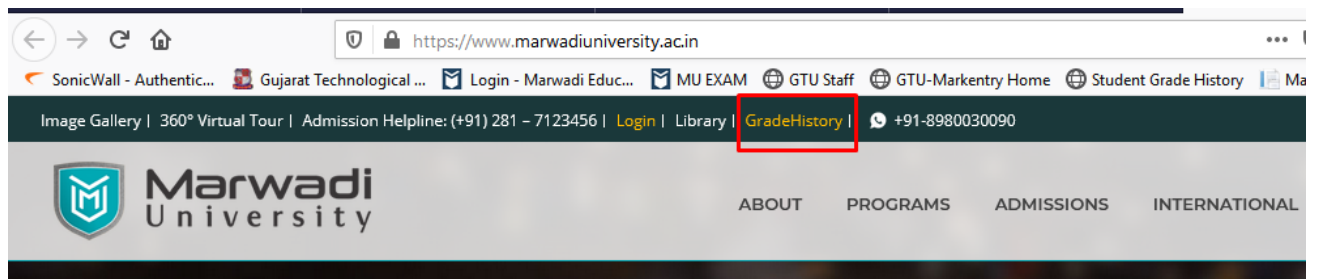 https://www.marwadiuniversity.ac.in
SonicWall - Authentic... Gujarat Technological ... Login - Marwadi Educ... MU EXAM GTU Staff GTU-Markentry Home Student Grade History Ma
Image Gallery | 360° Virtual Tour | Admission Helpline: (+91) 281 – 7123456 | Login | Library | GradeHistory | +91-8980030090
Marwadi
University
ABOUT PROGRAMS ADMISSIONS INTERNATIONAL